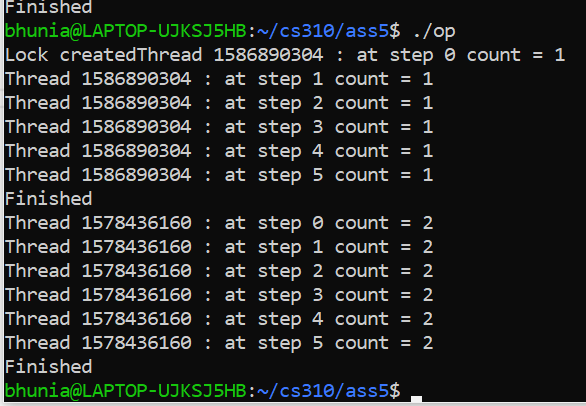 Finished
bhunia@LAPTOP-UJKSJ5HB:~/cs310/ass5$ ./op
Lock createdThread 1586890304 : at step 0 count = 1
Thread 1586890304 : at step 1 count = 1
Thread 1586890304 : at step 2 count = 1
Thread 1586890304 : at step 3 count = 1
Thread 1586890304 : at step 4 count = 1
Thread 1586890304 : at step 5 count = 1
Finished
Thread 1578436160 : at step 0 count = 2
Thread 1578436160 : at step 1 count = 2
Thread 1578436160 : at step 2 count = 2
Thread 1578436160 : at step 3 count = 2
Thread 1578436160 : at step 4 count = 2
Thread 1578436160 : at step 5 count = 2
Finished
bhunia@LAPTOP-UJKSJ5HB:~/cs310/ass5$